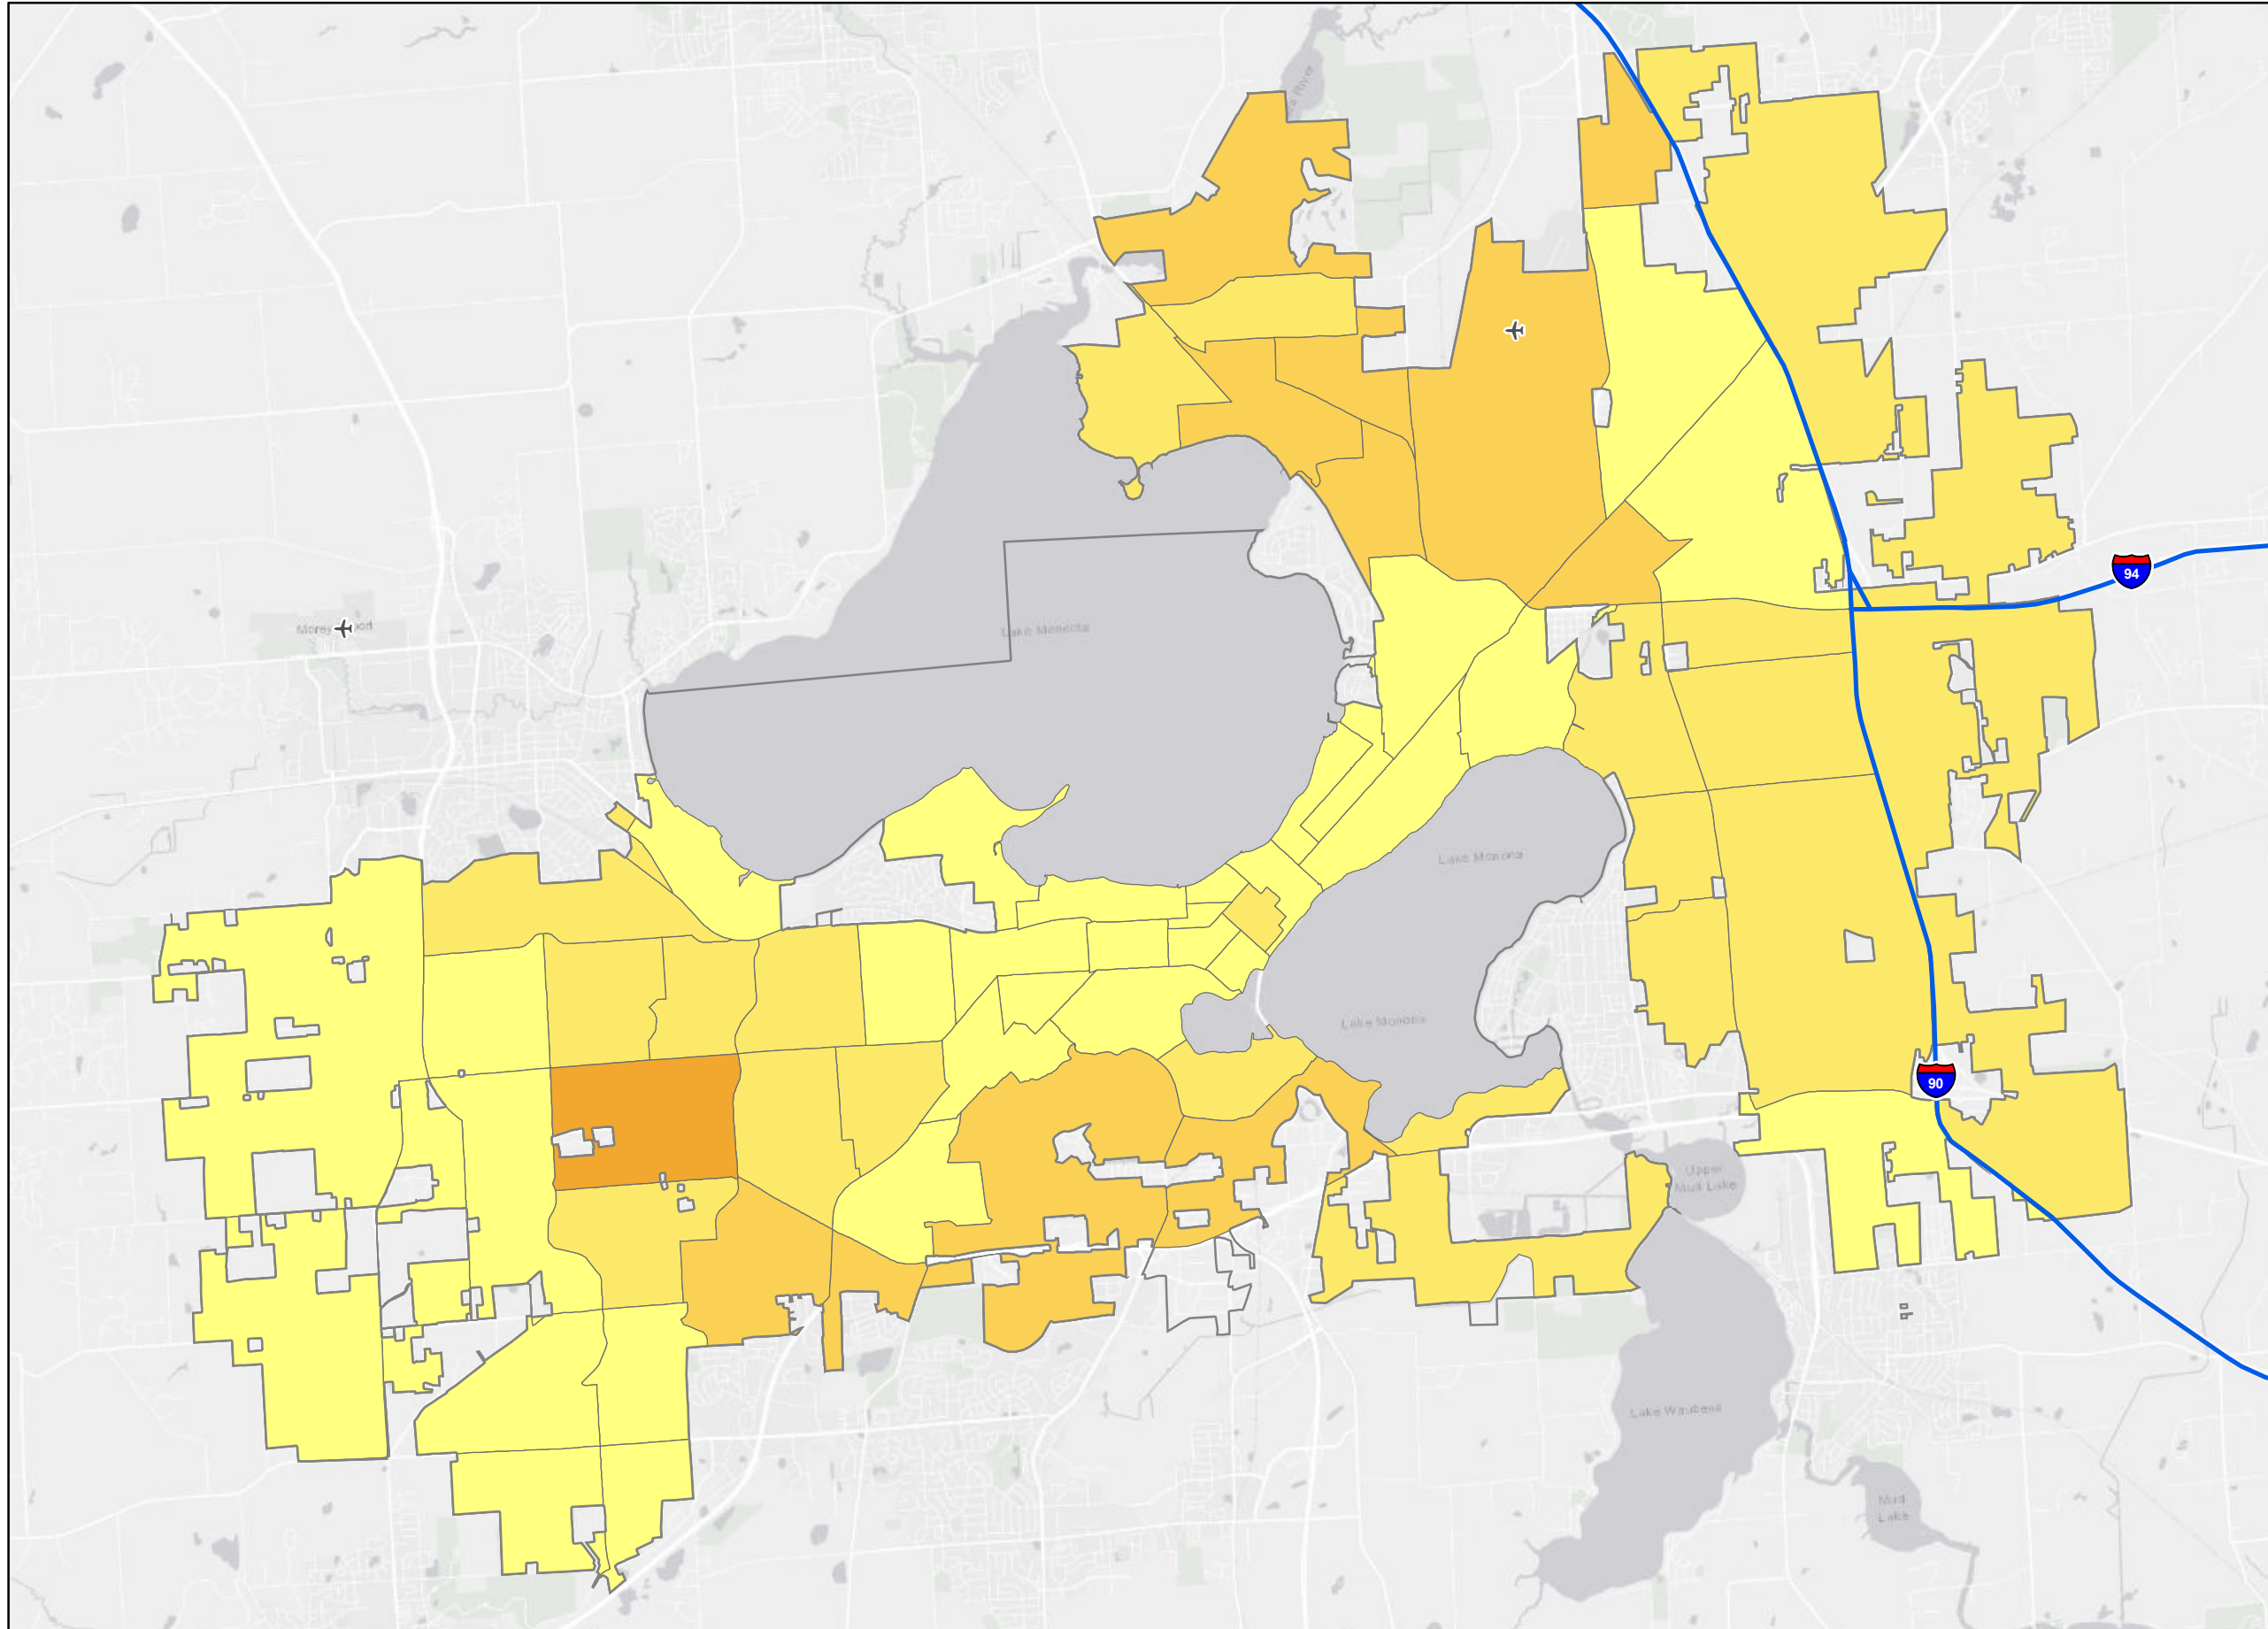 94
Lake Mendota
Lake Monona
Lake Monona
90
Upper
Mud Lake
Lake Waubesa
Mud
Lake